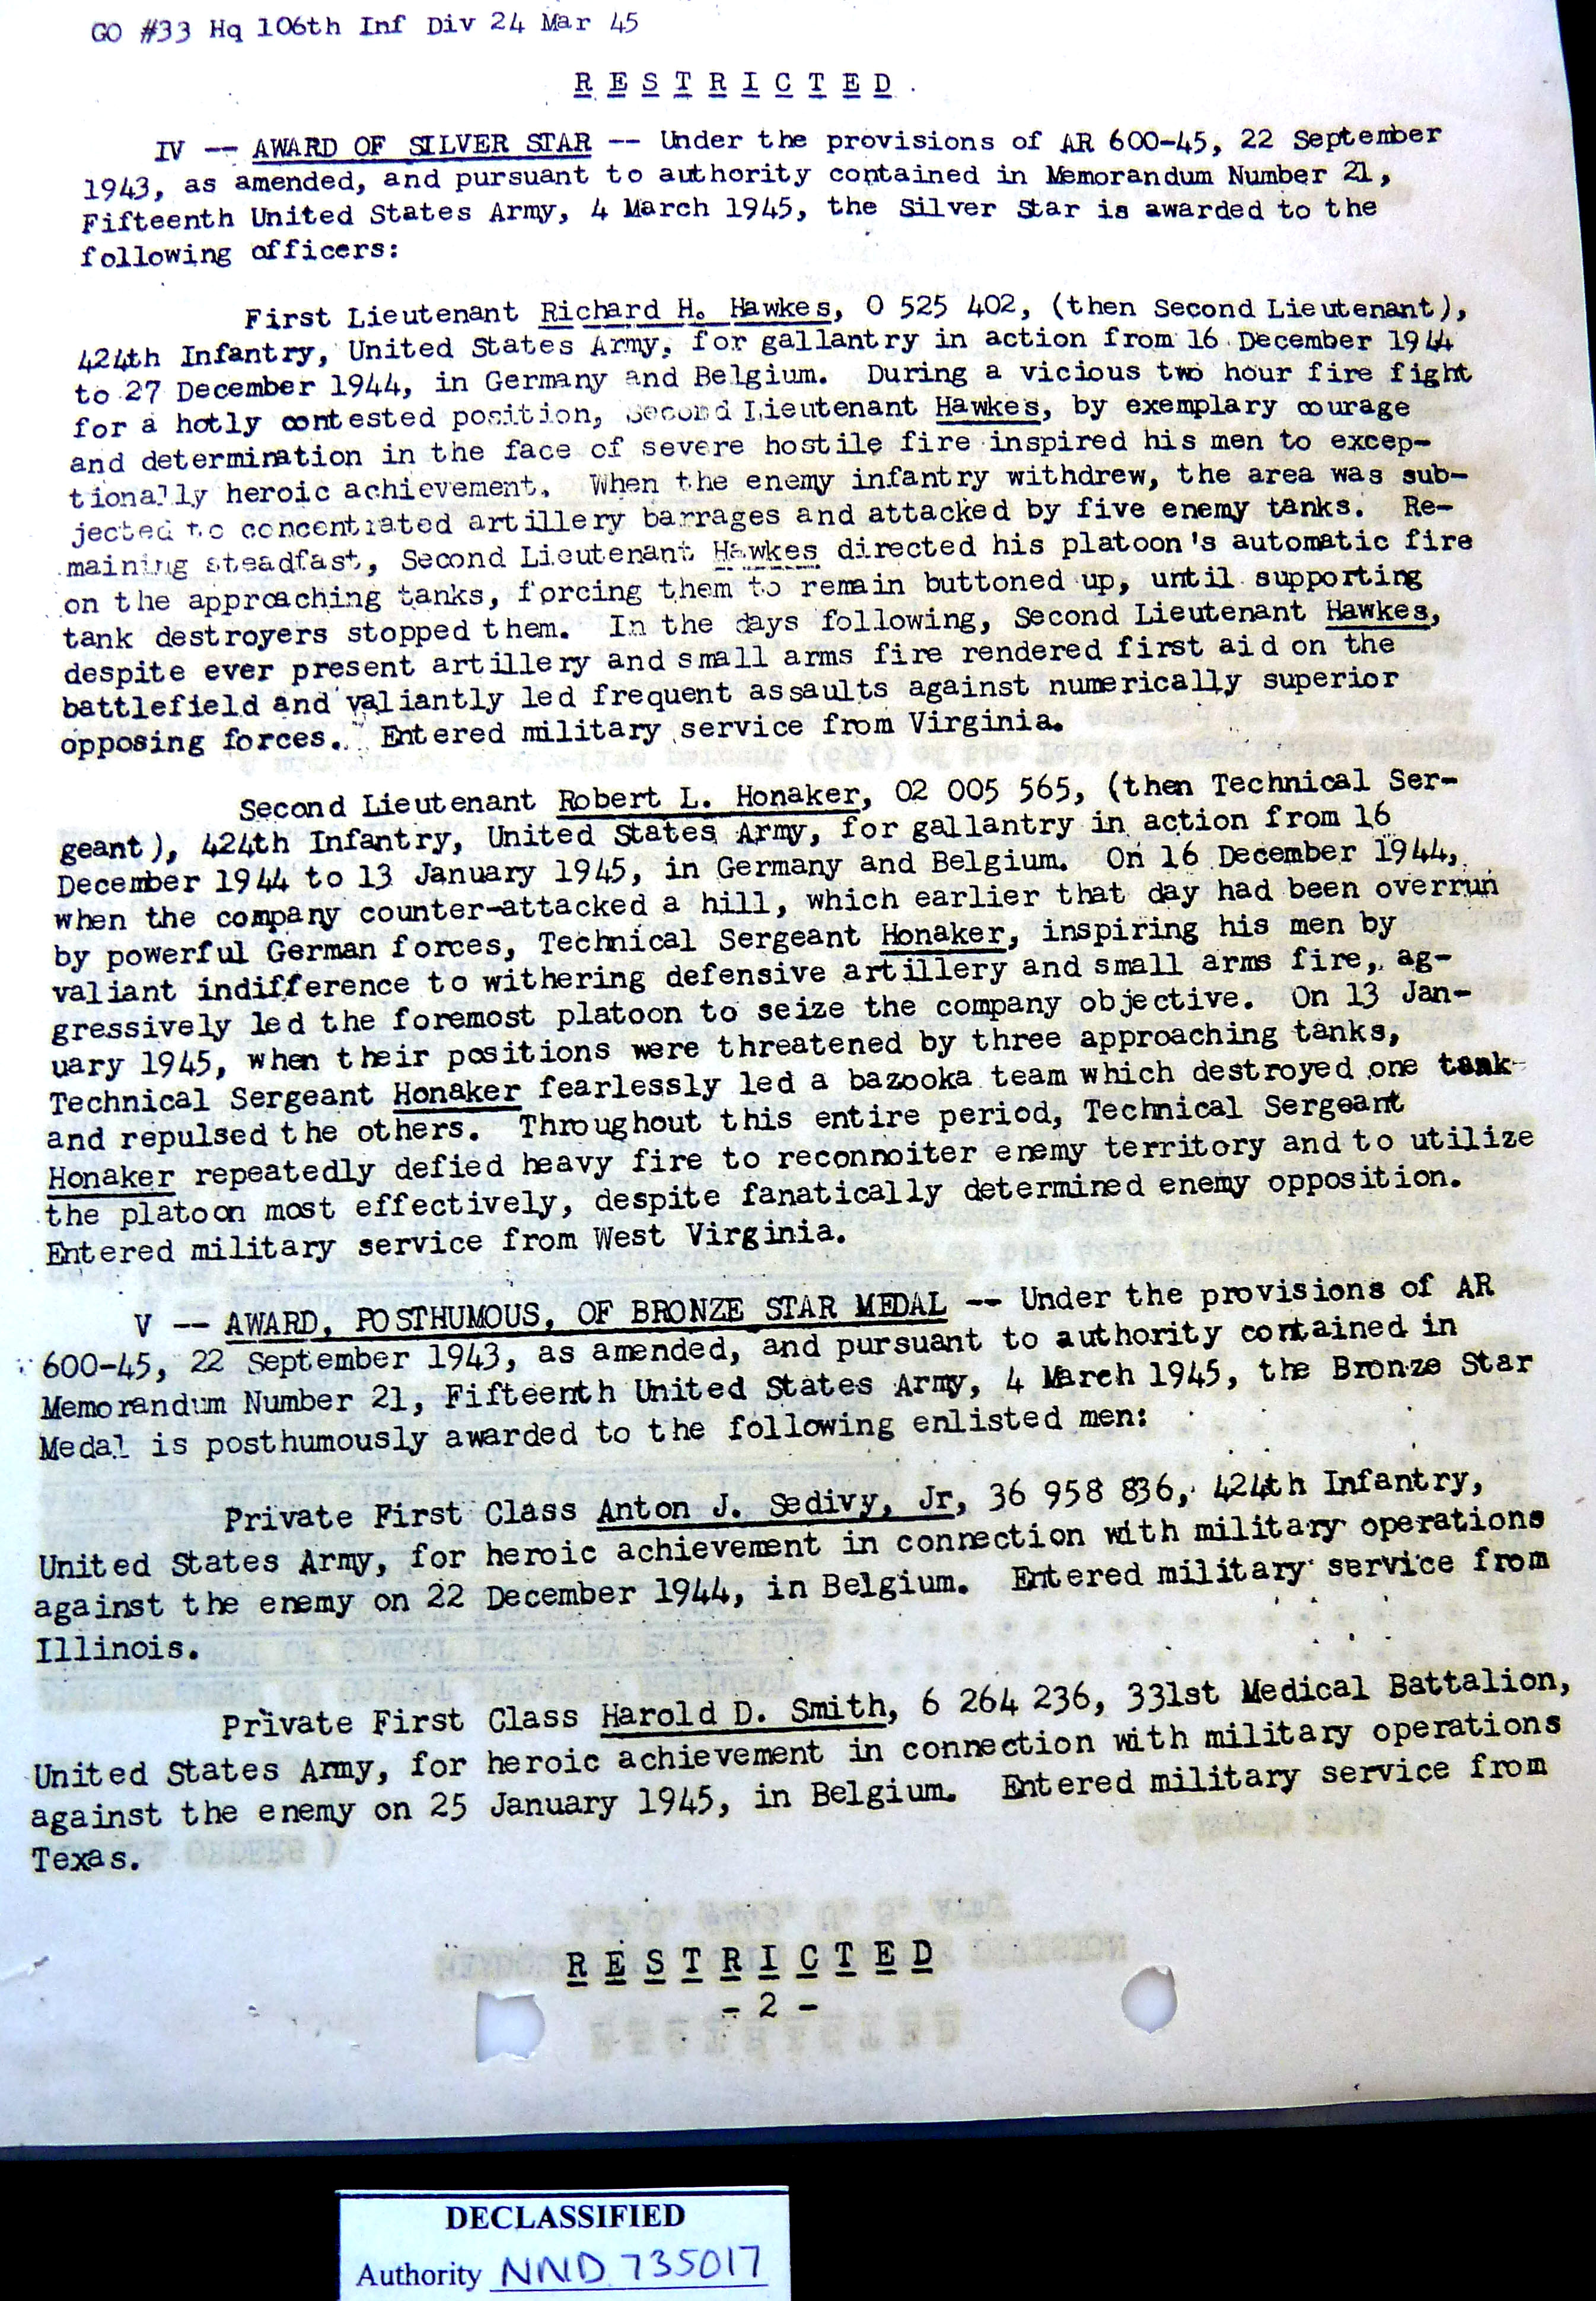 GO #33 Hq 106th Inf Div 24 Mar 45
R E S T R I C T E D .
IV -- AWARD OF SILVER STAR -- Under the provisions of AR 600-45, 22 September
1943, as amended, and pursuant to authority contained in Memorandum Number 21,
Fifteenth United States Army, 4 March 1945, the Silver Star is awarded to the
following officers:
First Lieutenant Richard H. Hawkes, O 525 402, (then Second Lieutenant),
424th Infantry, United States Army, for gallantry in action from 16 December 1944
to 27 December 1944, in Germany and Belgium. During a vicious two hour fire fight
for a hotly contested position, Second Lieutenant Hawkes, by exemplary courage
and determination in the face of severe hostile fire inspired his men to excep-
tionally heroic achievement. When the enemy infantry withdrew, the area was sub-
jected to concentrated artillery barrages and attacked by five enemy tanks. Re-
maining steadfast, Second Lieutenant Hawkes directed his platoon's automatic fire
on the approaching tanks, forcing them to remain buttoned up, until supporting
tank destroyers stopped them. In the days following, Second Lieutenant Hawkes,
despite ever present artillery and small arms fire rendered first aid on the
battlefield and valiantly led frequent assaults against numerically superior
opposing forces. Entered military service from Virginia.
Second Lieutenant Robert L. Honaker, O2 005 565, (then Technical Ser-
geant), 424th Infantry, United States Army, for gallantry in action from 16
December 1944 to 13 January 1945, in Germany and Belgium. On 16 December 1944,
when the company counter-attacked a hill, which earlier that day had been overrun
by powerful German forces, Technical Sergeant Honaker, inspiring his men by
valiant indifference to withering defensive artillery and small arms fire, ag-
gressively led the foremost platoon to seize the company objective. On 13 Jan-
uary 1945, when their positions were threatened by three approaching tanks,
Technical Sergeant Honaker fearlessly led a bazooka team which destroyed one tank
and repulsed the others. Throughout this entire period, Technical Sergeant
Honaker repeatedly defied heavy fire to reconnoiter enemy territory and to utilize
the platoon most effectively, despite fanatically determined enemy opposition.
Entered military service from West Virginia.
V -- AWARD, POSTHUMOUS, OF BRONZE STAR MEDAL -- Under the provisions of AR
600-45, 22 September 1943, as amended, and pursuant to authority contained in
Memorandum Number 21, Fifteenth United States Army, 4 March 1945, the Bronze Star
Medal is posthumously awarded to the following enlisted men:
Private First Class Anton J. Sedivy, Jr, 36 958 836, 424th Infantry,
United States Army, for heroic achievement in connection with military operations
against the enemy on 22 December 1944, in Belgium. Entered military service from
Illinois.
Private First Class Harold D. Smith, 6 264 236, 331st Medical Battalion,
United States Army, for heroic achievement in connection with military operations
against the enemy on 25 January 1945, in Belgium. Entered military service from
Texas.
R E S T R I C T E D
- 2 -
DECLASSIFIED
Authority NND 735017